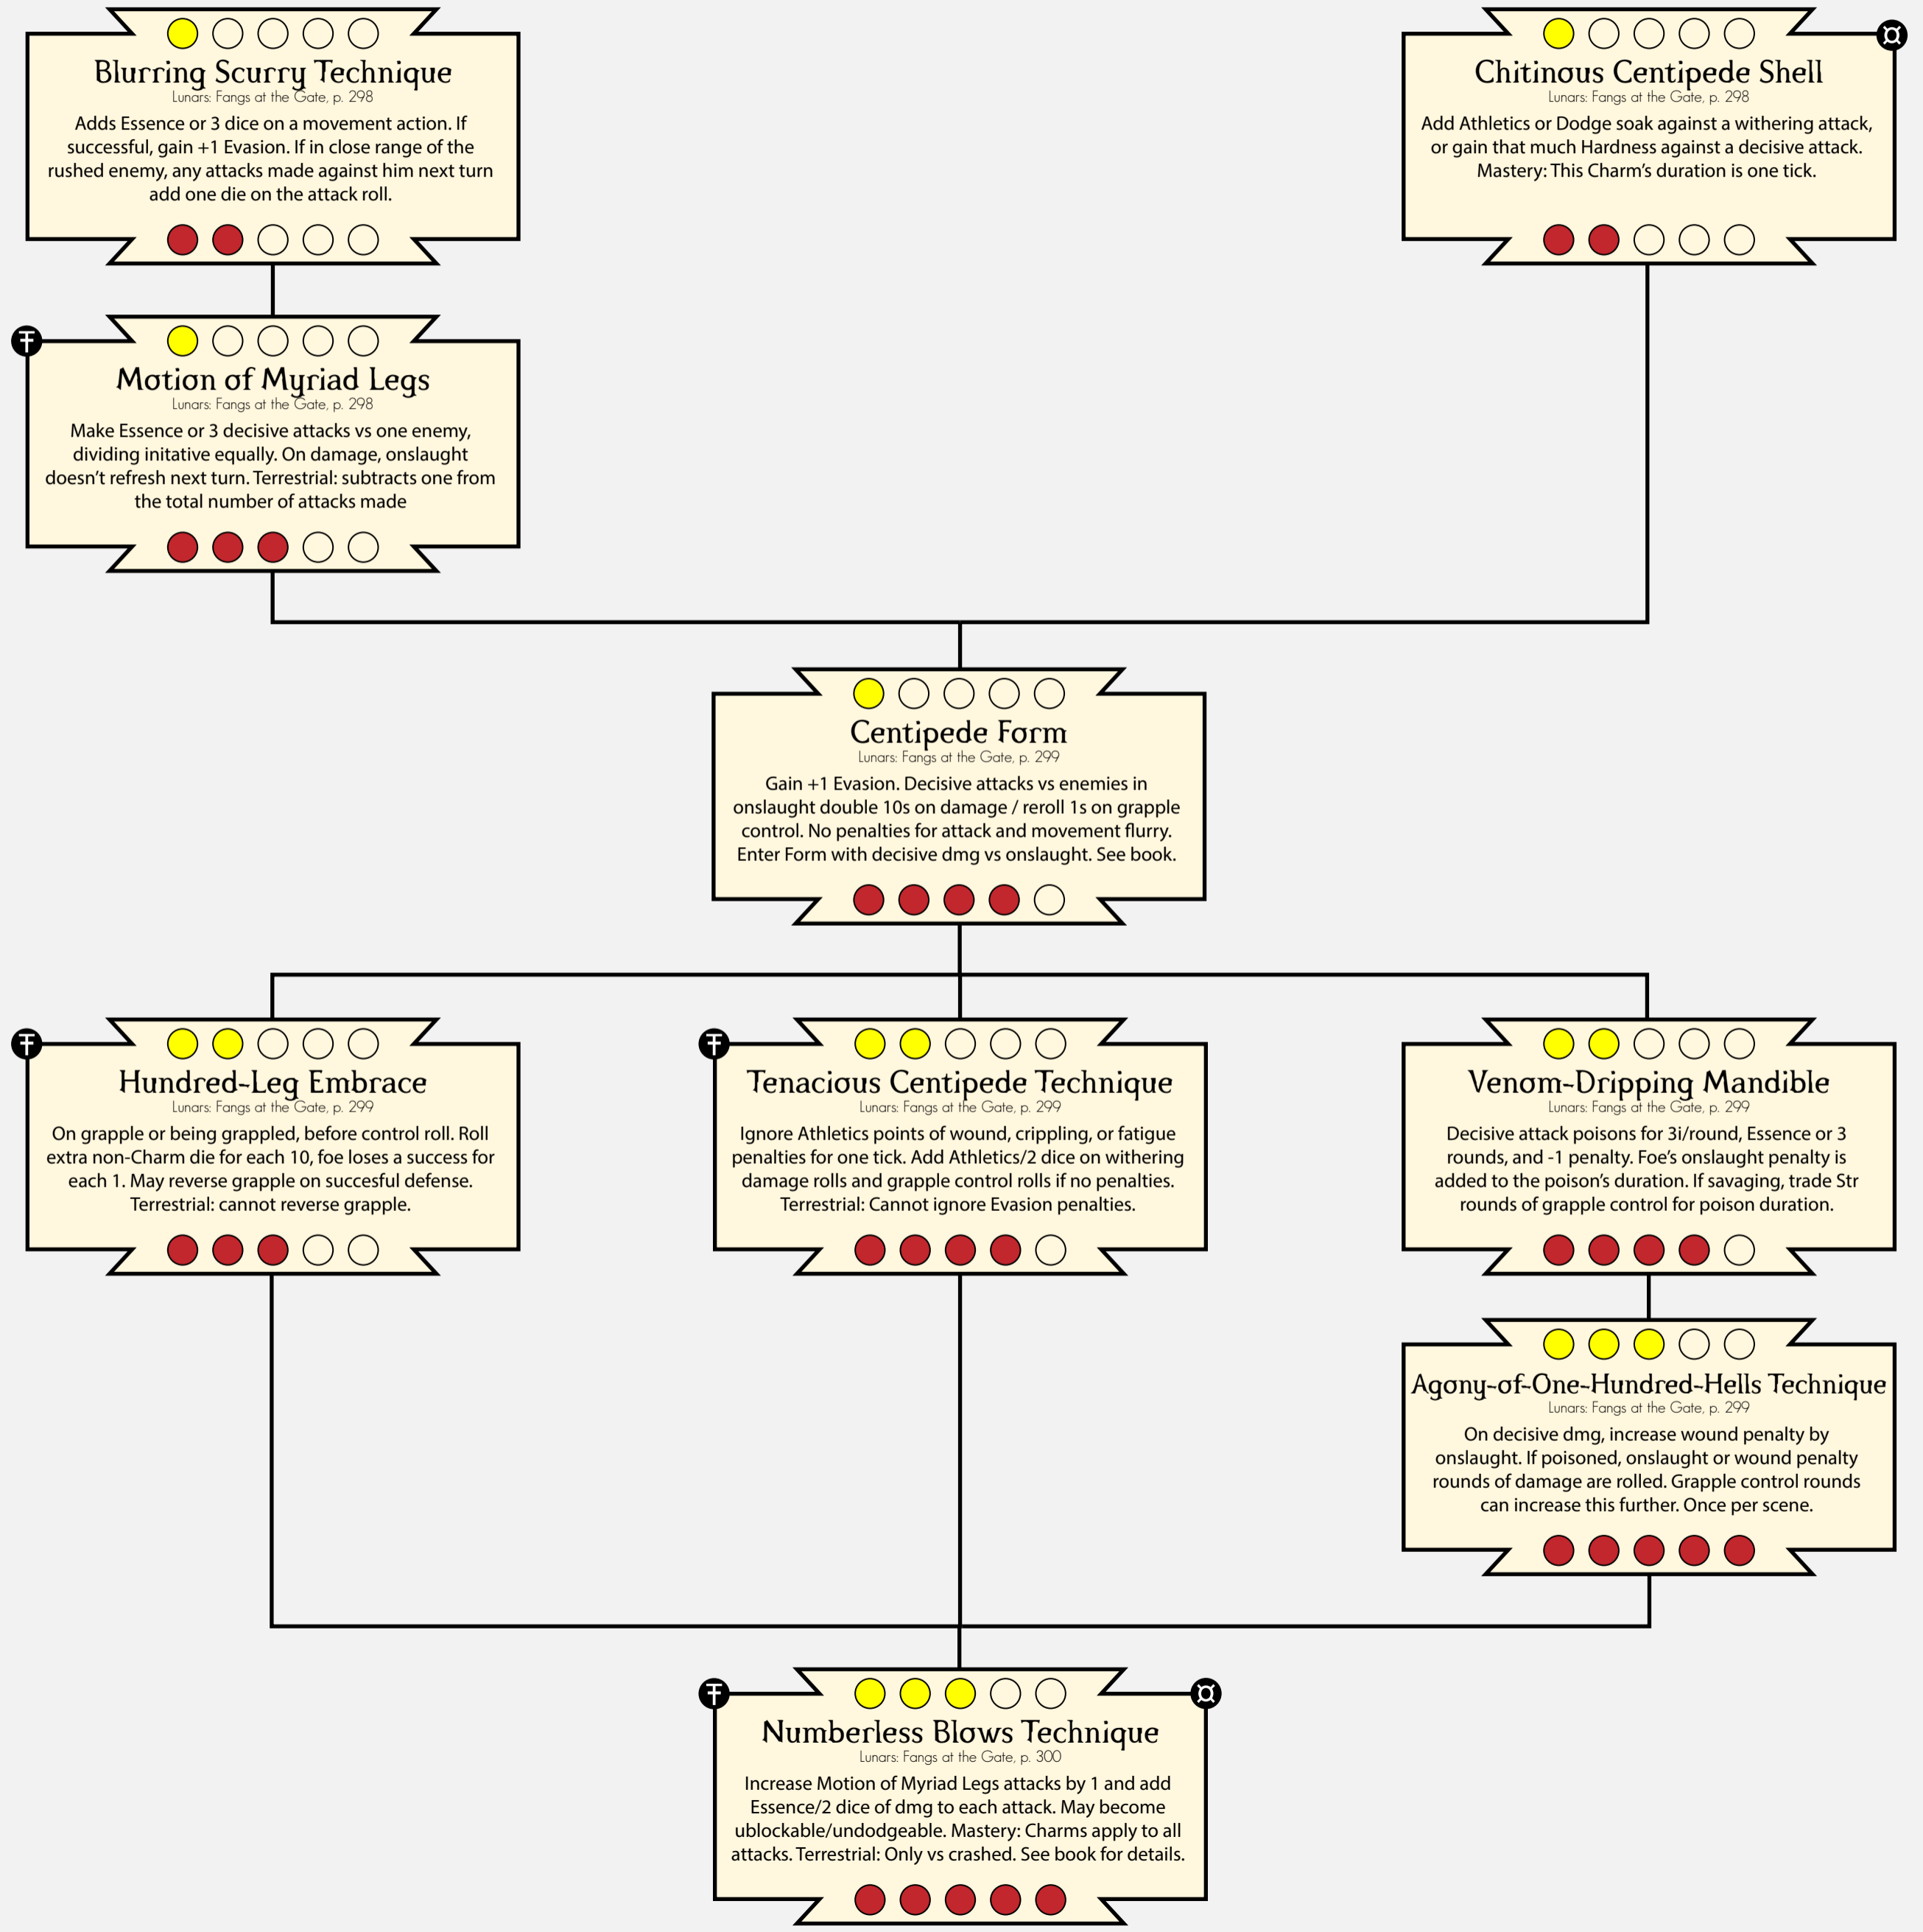 Blurring Scurry Technique
Lunars: Fangs at the Gate, p. 298
Adds Essence or 3 dice on a movement action. If
successful, gain +1 Evasion. If in close range of the
rushed enemy, any attacks made against him next turn
add one die on the attack roll.
Chitinous Centipede Shell
Lunars: Fangs at the Gate, p. 298
Add Athletics or Dodge soak against a withering attack,
or gain that much Hardness against a decisive attack.
Mastery: This Charm's duration is one tick.
Motion of Myriad Legs
Lunars: Fangs at the Gate, p. 298
Make Essence or 3 decisive attacks vs one enemy,
dividing initative equally. On damage, onslaught
doesn't refresh next turn. Terrestrial: subtracts one from
the total number of attacks made
Centipede Form
Lunars: Fangs at the Gate, p. 299
Gain +1 Evasion. Decisive attacks vs enemies in
onslaught double 10s on damage / reroll 1s on grapple
control. No penalties for attack and movement flurry.
Enter Form with decisive dmg vs onslaught. See book.
Hundred-Leg Embrace
Lunars: Fangs at the Gate, p. 299
On grapple or being grappled, before control roll. Roll
extra non-Charm die for each 10, foe loses a success for
each 1. May reverse grapple on succesful defense.
Terrestrial: cannot reverse grapple.
Tenacious Centipede Technique
Lunars: Fangs at the Gate, p. 299
Ignore Athletics points of wound, crippling, or fatigue
penalties for one tick. Add Athletics/2 dice on withering
damage rolls and grapple control rolls if no penalties.
Terrestrial: Cannot ignore Evasion penalties.
Venom-Dripping Mandible
Lunars: Fangs at the Gate, p. 299
Decisive attack poisons for 3i/round, Essence or 3
rounds, and -1 penalty. Foe's onslaught penalty is
added to the poison's duration. If savaging, trade Str
rounds of grapple control for poison duration.
Agony-of-One-Hundred-Hells Technique
Lunars: Fangs at the Gate, p. 299
On decisive dmg, increase wound penalty by
onslaught. If poisoned, onslaught or wound penalty
rounds of damage are rolled. Grapple control rounds
can increase this further. Once per scene.
Numberless Blows Technique
Lunars: Fangs at the Gate, p. 300
Increase Motion of Myriad Legs attacks by 1 and add
Essence/2 dice of dmg to each attack. May become
ublockable/undodgeable. Mastery: Charms apply to all
attacks. Terrestrial: Only vs crashed. See book for details.